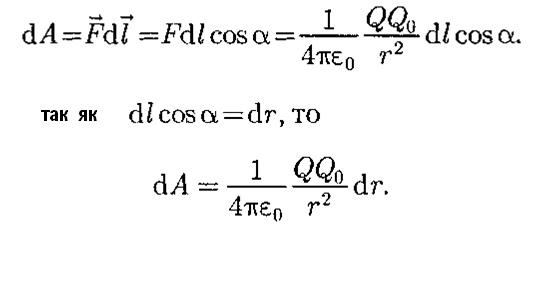 dA = F⃗dl⃗ = Fdl cos α = 1/4πε₀ QQ₀/r² dl cos α.
так як dl cos α = dr, то
dA = 1/4πε₀ QQ₀/r² dr.